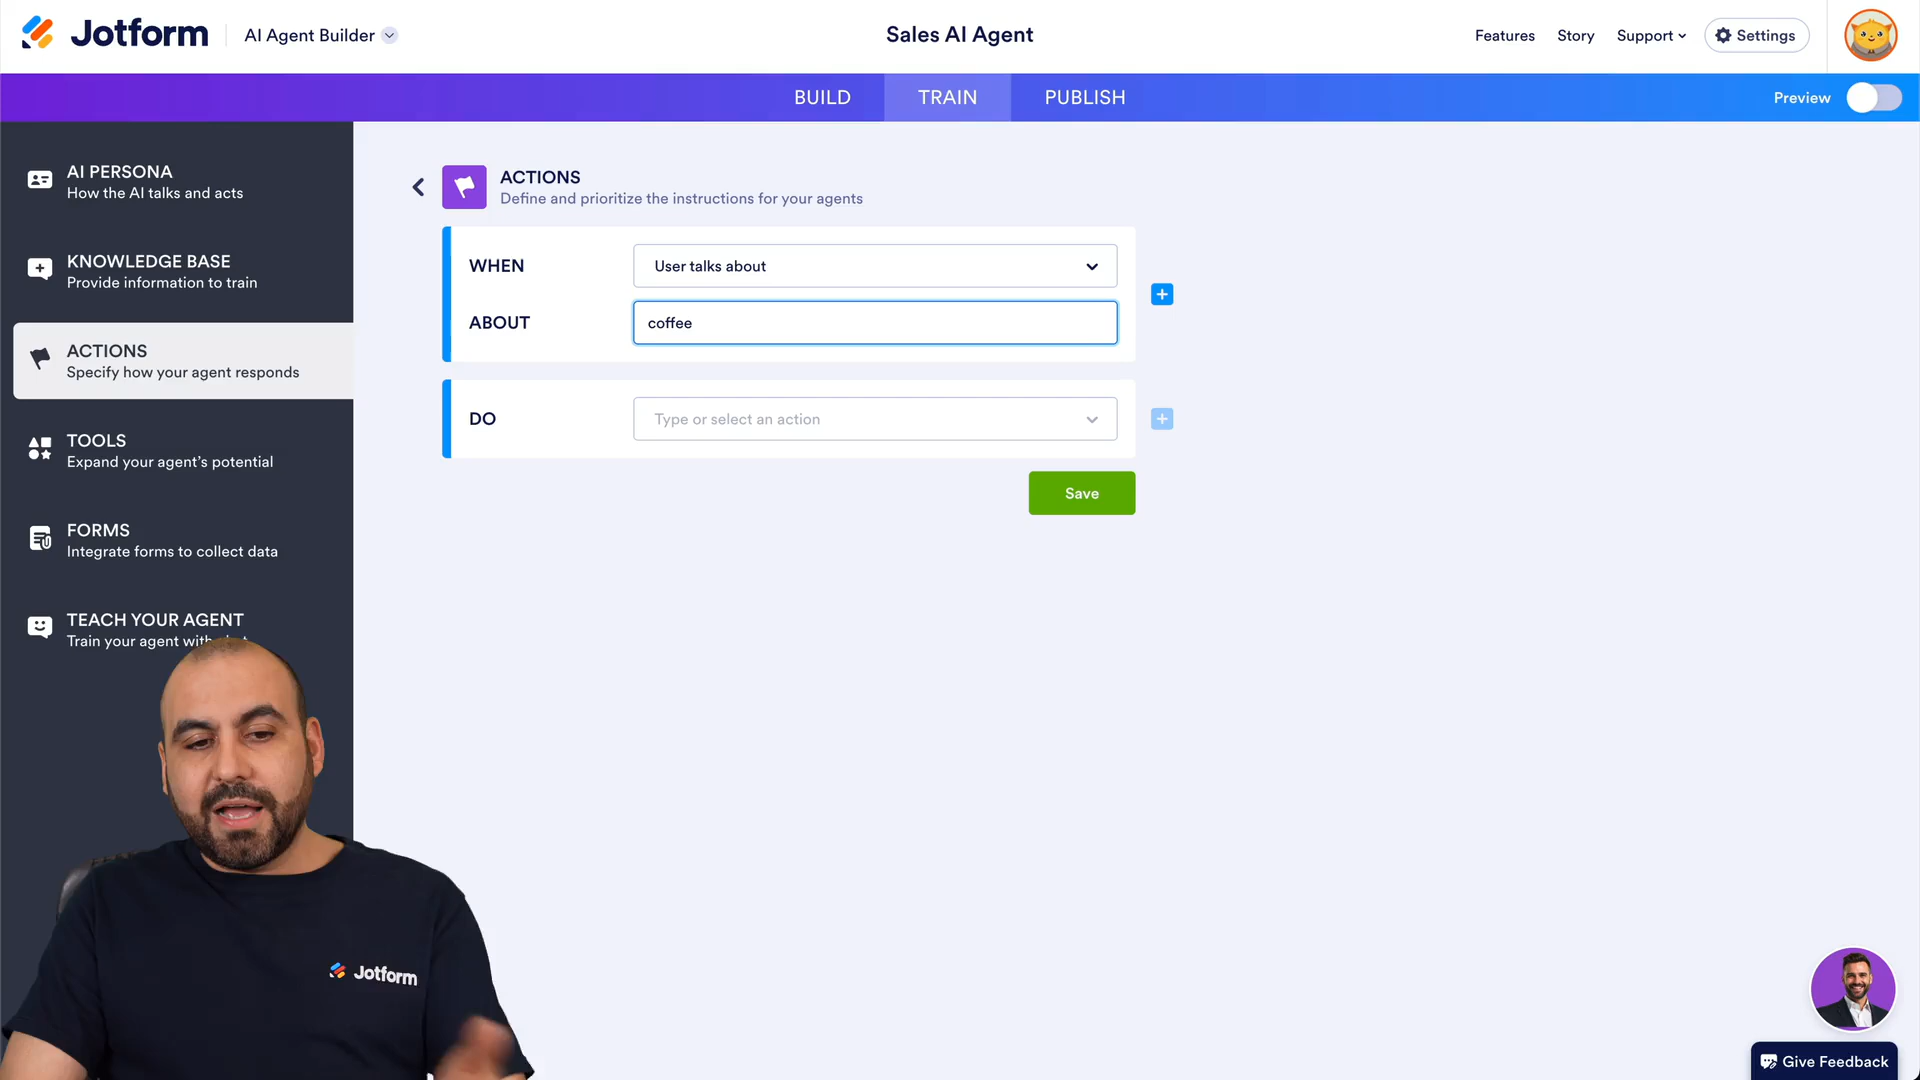 Jotform
AI Agent Builder
Sales AI Agent
Features
Story
Support
Settings
BUILD
TRAIN
PUBLISH
Preview
AI PERSONA
How the AI talks and acts
KNOWLEDGE BASE
Provide information to train
ACTIONS
Specify how your agent responds
TOOLS
Expand your agent's potential
FORMS
Integrate forms to collect data
TEACH YOUR AGENT
Train your agent with
ACTIONS
Define and prioritize the instructions for your agents
WHEN
User talks about
ABOUT
coffee
DO
Type or select an action
Save
Jotform
Give Feedback